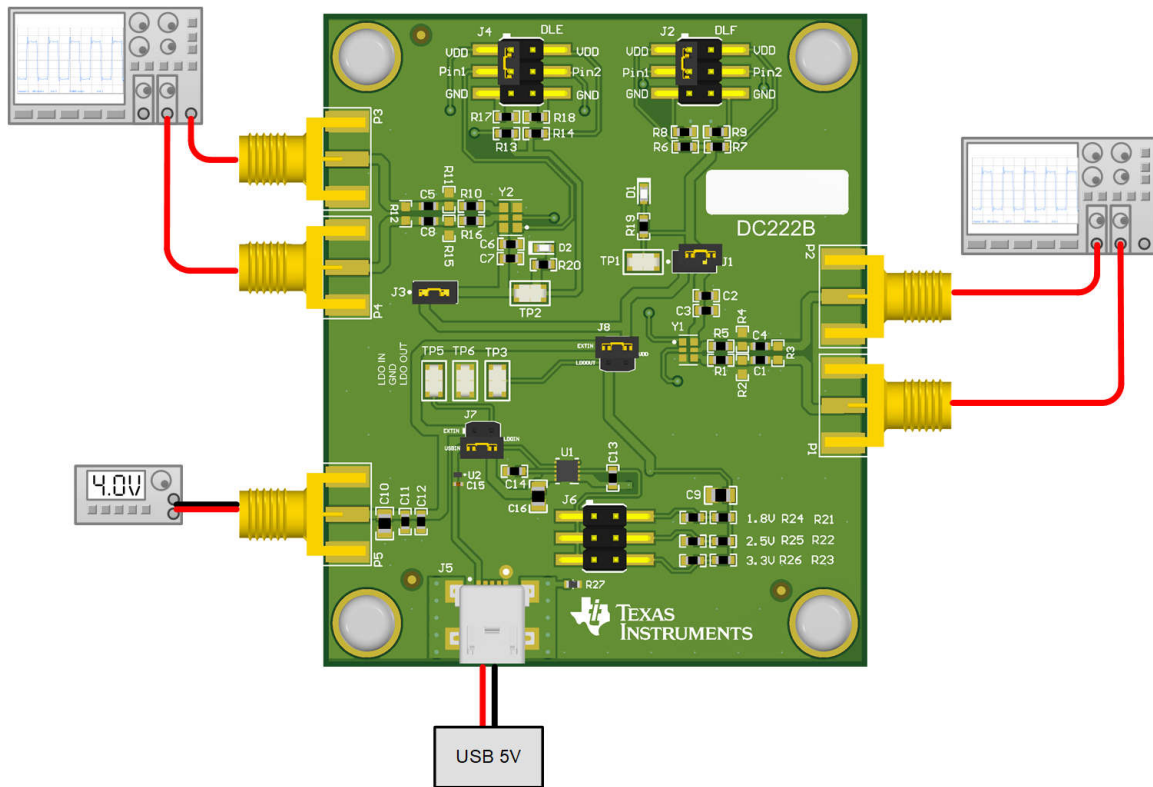 J4
DLE
VDD
VDD
Pin1
Pin2
GND
GND
J2
DLF
VDD
VDD
Pin1
Pin2
GND
GND
R17
R18
R13
R14
R8
R9
R6
R7
P3
R11
C5
R10
Y2
R12
C8
R16
R15
C6
C7
D2
R20
P4
J3
TP2
D1
R19
TP1
J1
DC222B
P2
C2
C3
J8
EXTIN
VDD
LDOOUT
Y1
R4
R5
C4
R3
R1
C1
R2
P1
LDO IN
GND
LDO OUT
TP5
TP6
TP3
J7
EXTIN
USBIN
LDOIN
U2
C15
U1
C13
C14
C16
4.0V
C10
C11
C12
P5
J6
C9
1.8V R24 R21
2.5V R25 R22
3.3V R26 R23
J5
R27
TEXAS
INSTRUMENTS
USB 5V